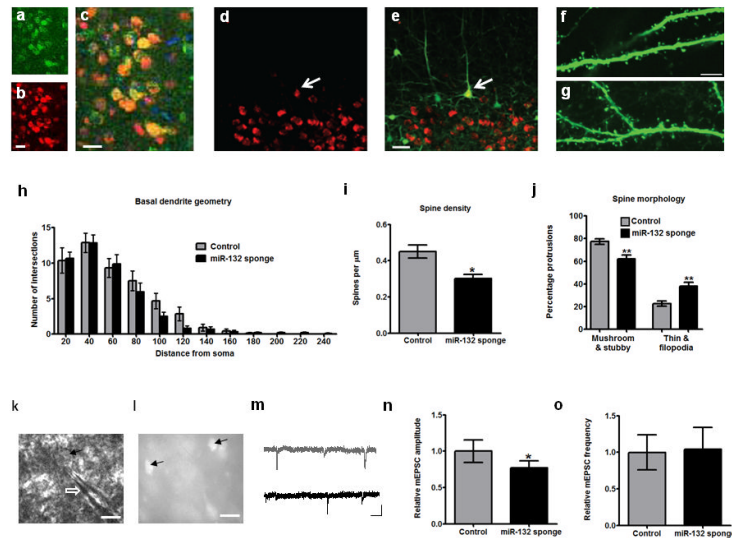 a
b
c
d
e
f
g
h
Basal dendrite geometry
Number of intersections
15
10
5
0
Control
miR-132 sponge
20 40 60 80 100 120 140 160 180 200 220 240
Distance from soma
i
Spine density
Spines per µm
0.6
0.4
0.2
0.0
*
Control miR-132 sponge
j
Spine morphology
Percentage protrusions
100
80
60
40
20
0
Control
miR-132 sponge
**
**
Mushroom & stubby
Thin & filopodia
k
l
m
n
Relative mEPSC amplitude
1.5
1.0
0.5
0.0
*
Control miR-132 sponge
o
Relative mEPSC frequency
1.5
1.0
0.5
0.0
Control miR-132 sponge